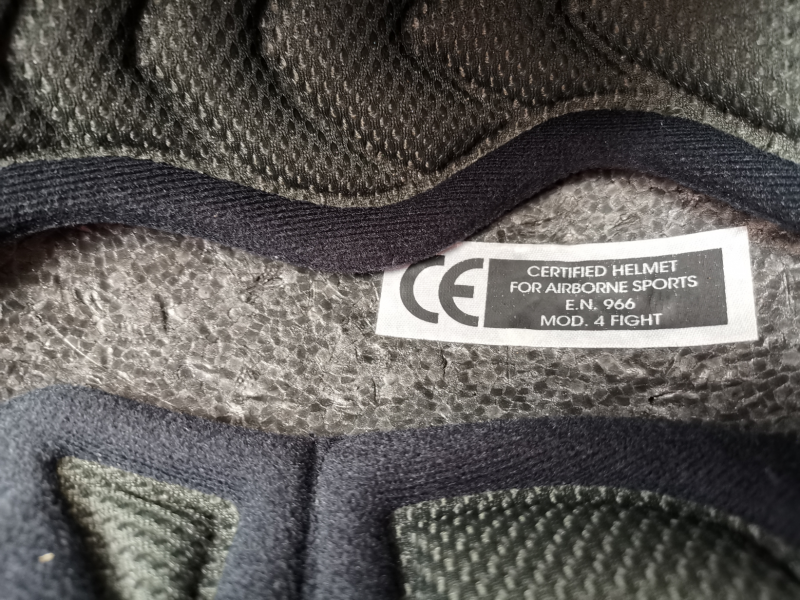 CE
CERTIFIED HELMET
FOR AIRBORNE SPORTS
E.N. 966
MOD. 4 FIGHT